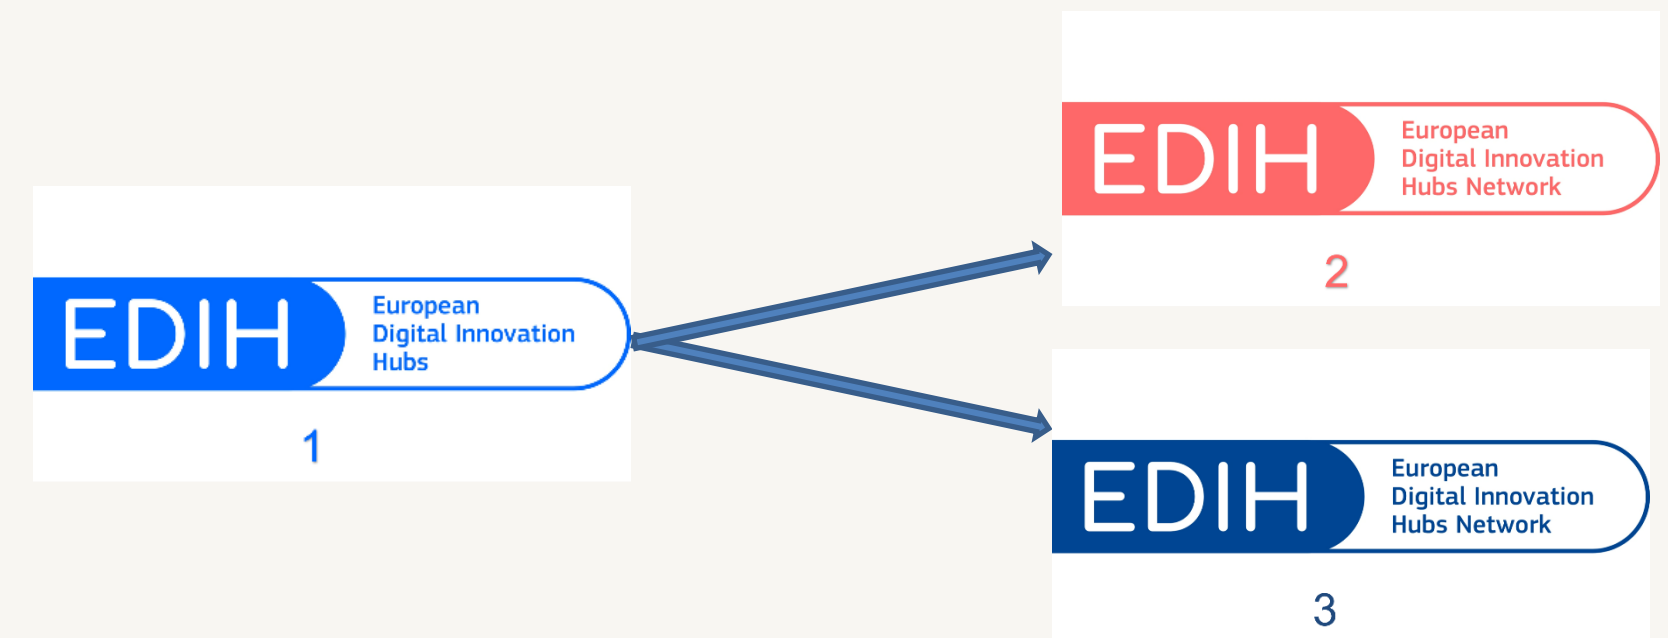 EDIH
European
Digital Innovation
Hubs
1
EDIH
European
Digital Innovation
Hubs Network
2
EDIH
European
Digital Innovation
Hubs Network
3